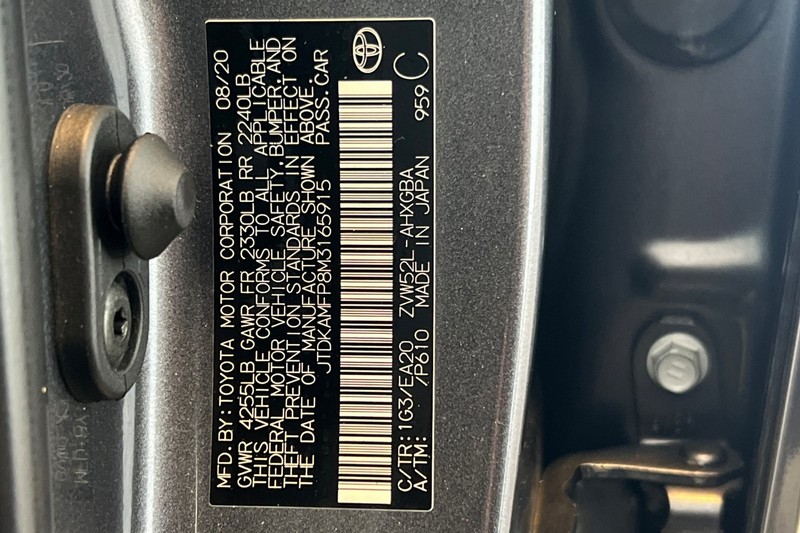 MFD. BY: TOYOTA MOTOR CORPORATION 08/20
GVWR 4255LB GAWR FR 2330LB RR 2240LB
THIS VEHICLE CONFORMS TO ALL APPLICABLE
FEDERAL MOTOR VEHICLE SAFETY, BUMPER, AND
THEFT PREVENTION STANDARDS IN EFFECT ON
THE DATE OF MANUFACTURE SHOWN ABOVE.
JTDKAMFP8M3165915 PASS. CAR
C/TR: 1G3/EA20 ZVW52L-AHXGBA 959 C
A/TM: /P610 MADE IN JAPAN